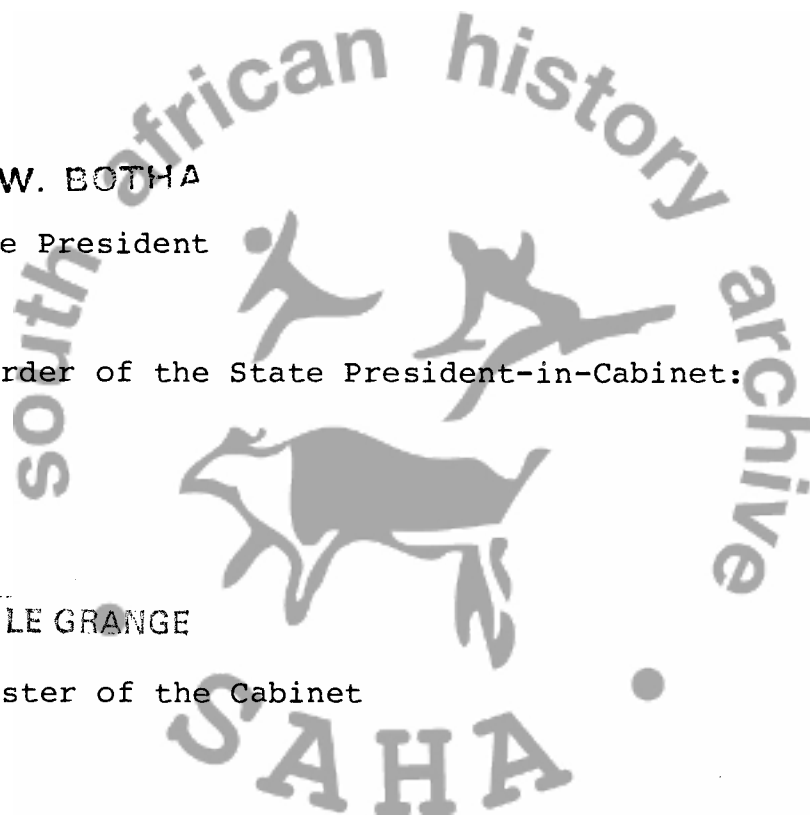 south african history archive
W. BOTHA
e President
rder of the State President-in-Cabinet:
LE GRANGE
ster of the Cabinet
SAHA